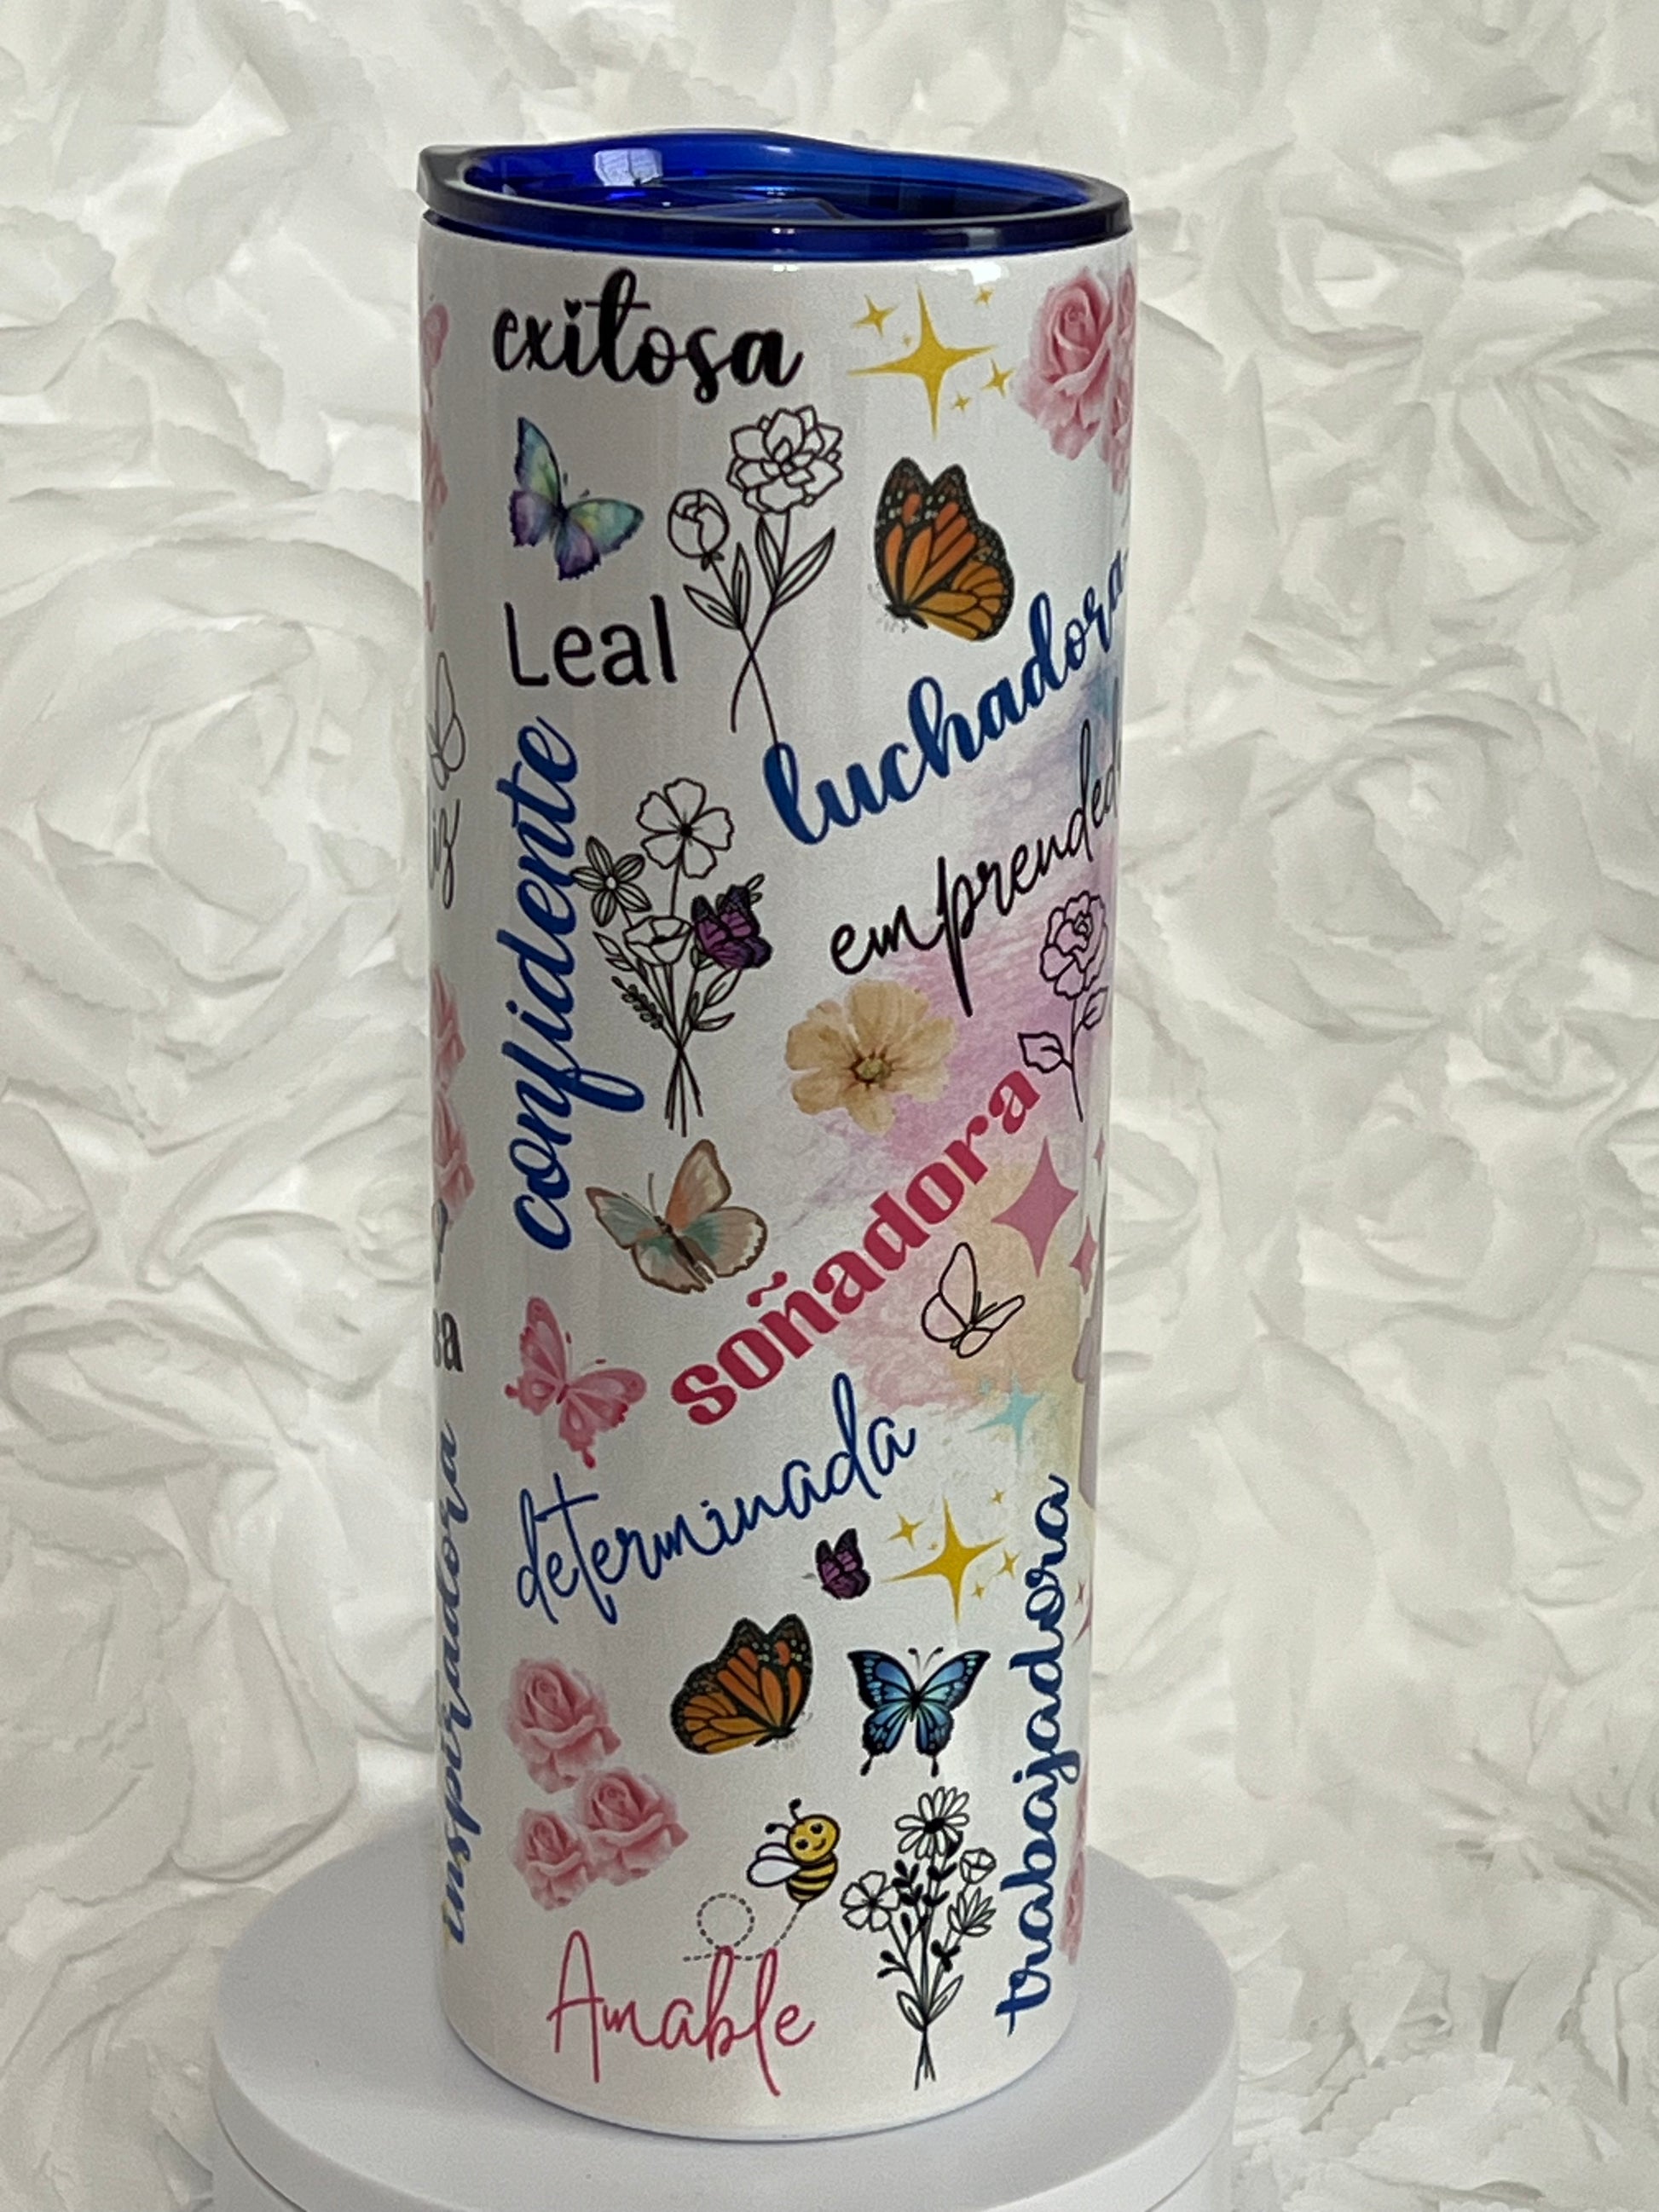 exitosa
Leal
luchadora
confidente
soñadora
determinada
inspiradora
trabajadora
Amable